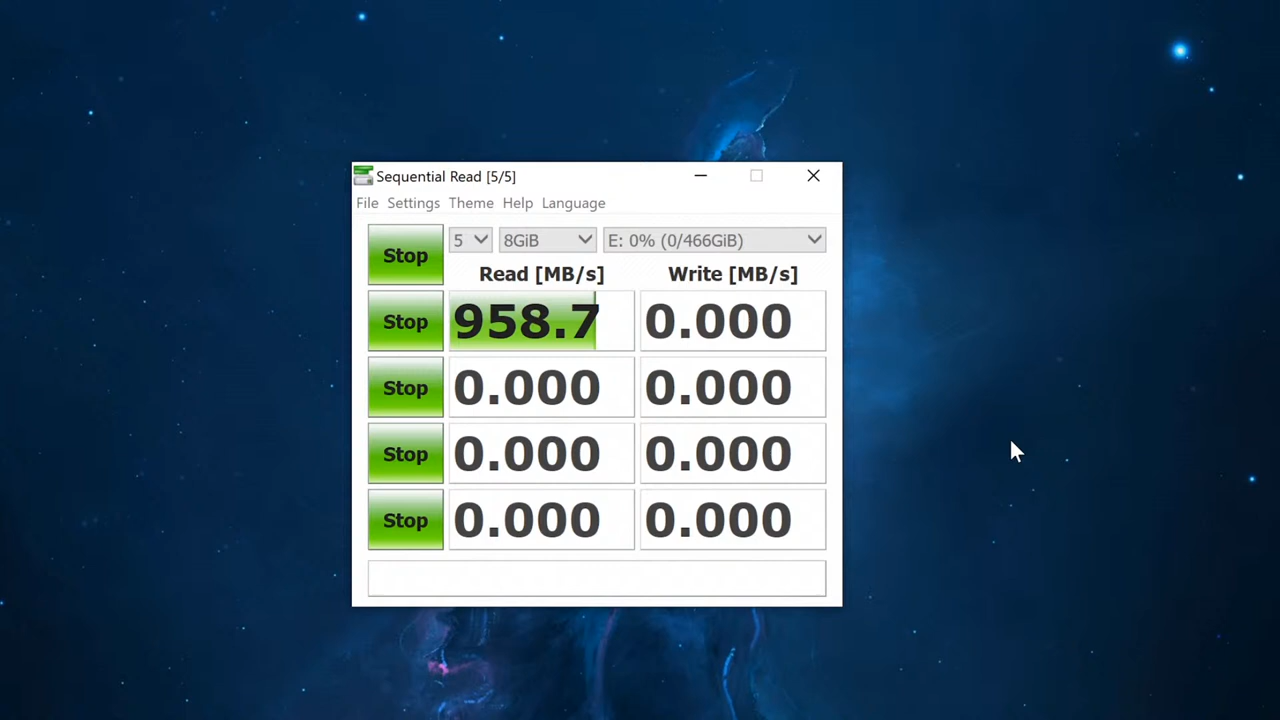 Sequential Read [5/5]
File Settings Theme Help Language
Stop 5 8GiB E: 0% (0/466GiB)
Read [MB/s] Write [MB/s]
Stop 958.7 0.000
Stop 0.000 0.000
Stop 0.000 0.000
Stop 0.000 0.000